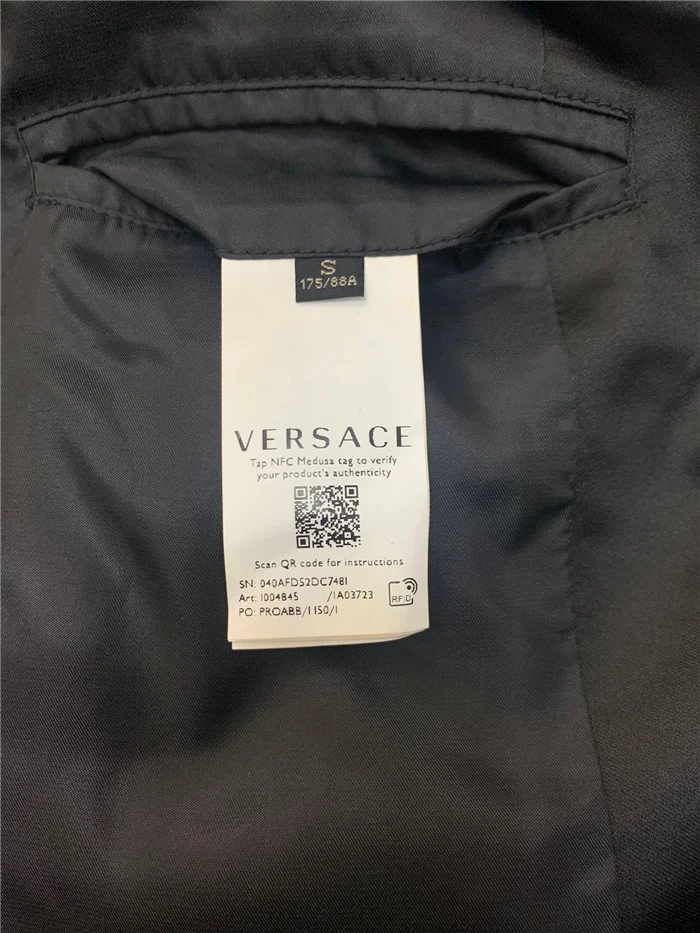 S
175/88A
VERSACE
Tap NFC Medusa tag to verify
your product's authenticity
Scan QR code for instructions
SN: 040AFDS2DC7481
Art: 1004845 /1A03723
PO: PROABB/1150/1
RFID